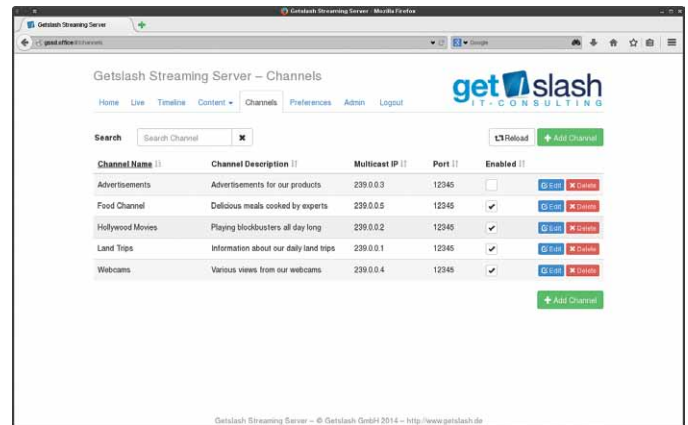 Getslash Streaming Server - Mozilla Firefox
Getslash Streaming Server
gssd.office
Google
Getslash Streaming Server – Channels
get slash
IT-CONSULTING
Home Live Timeline Content Channels Preferences Admin Logout
Search Search Channel Reload Add Channel
Channel Name Channel Description Multicast IP Port Enabled
Advertisements Advertisements for our products 239.0.0.3 12345 Edit Delete
Food Channel Delicious meals cooked by experts 239.0.0.5 12345 Edit Delete
Hollywood Movies Playing blockbusters all day long 239.0.0.2 12345 Edit Delete
Land Trips Information about our daily land trips 239.0.0.1 12345 Edit Delete
Webcams Various views from our webcams 239.0.0.4 12345 Edit Delete
Add Channel
Getslash Streaming Server – © Getslash GmbH 2014 – http://www.getslash.de